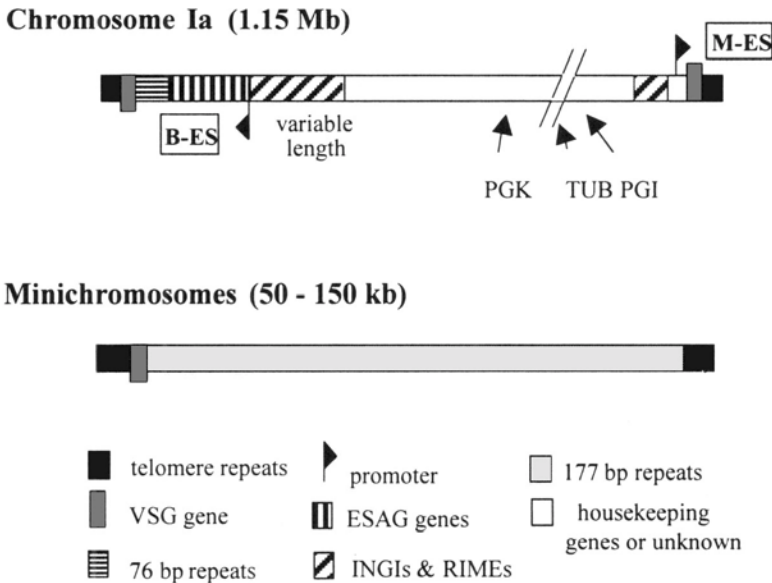 Chromosome Ia (1.15 Mb)
M-ES
B-ES
variable
length
PGK
TUB PGI
Minichromosomes (50 - 150 kb)
telomere repeats
promoter
177 bp repeats
VSG gene
ESAG genes
housekeeping
genes or unknown
76 bp repeats
INGIs & RIMEs